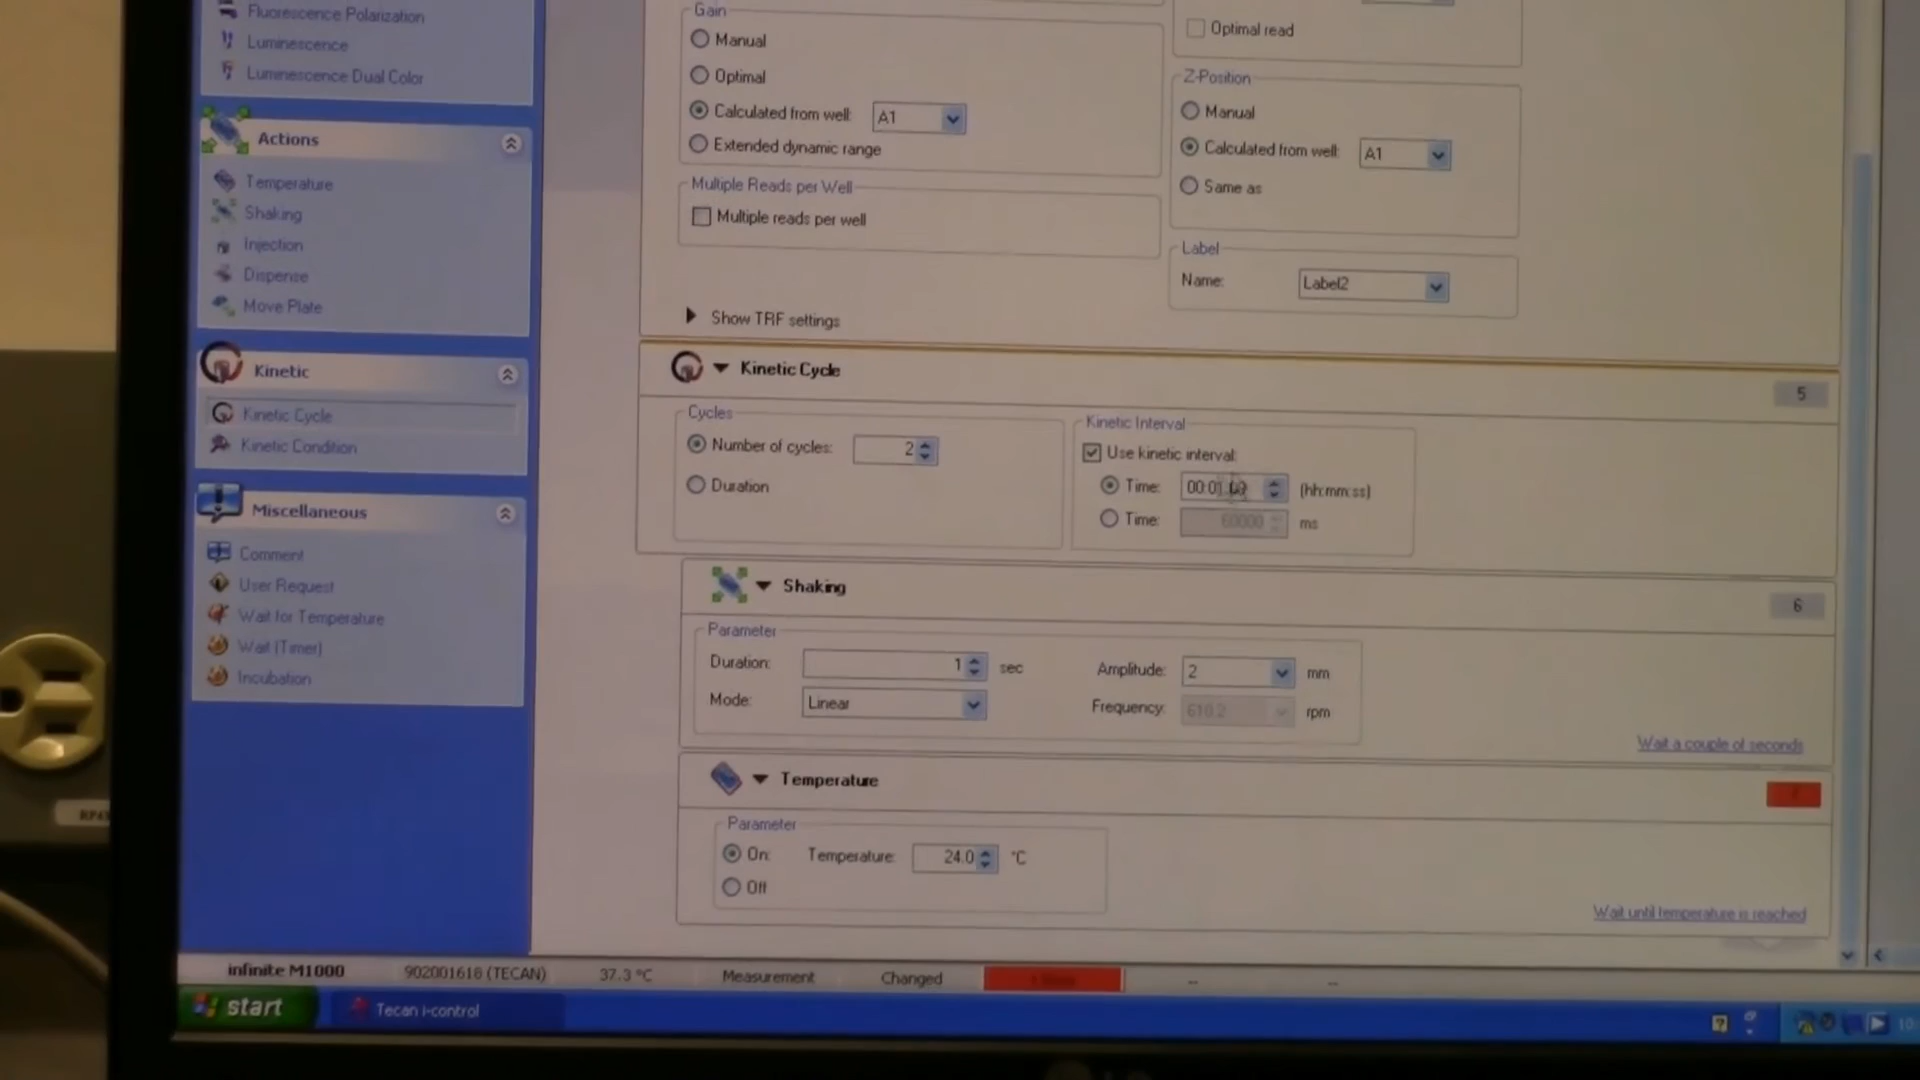 Fluorescence Polarization
Luminescence
Luminescence Dual Color
Actions
Temperature
Shaking
Injection
Dispense
Move Plate
Kinetic
Kinetic Cycle
Kinetic Condition
Miscellaneous
Comment
User Request
Wait for Temperature
Wait (Timer)
Incubation
Gain
Manual
Optimal
Calculated from well: A1
Extended dynamic range
Multiple Reads per Well
Multiple reads per well
Show TRF settings
Optimal read
Z-Position
Manual
Calculated from well: A1
Same as
Label
Name: Label2
Kinetic Cycle
5
Cycles
Number of cycles: 2
Duration
Kinetic Interval
Use kinetic interval:
Time: 00:01:00 (hh:mm:ss)
Time: 60000 ms
Shaking
6
Parameter
Duration: 1 sec Amplitude: 2 mm
Mode: Linear Frequency: rpm
Wait a couple of seconds
Temperature
Parameter
On Temperature: 24.0 °C
Off
Wait until temperature is reached
infinite M1000 902001618 (TECAN) 37.3 °C Measurement Changed -- --
start Tecan i-control 10